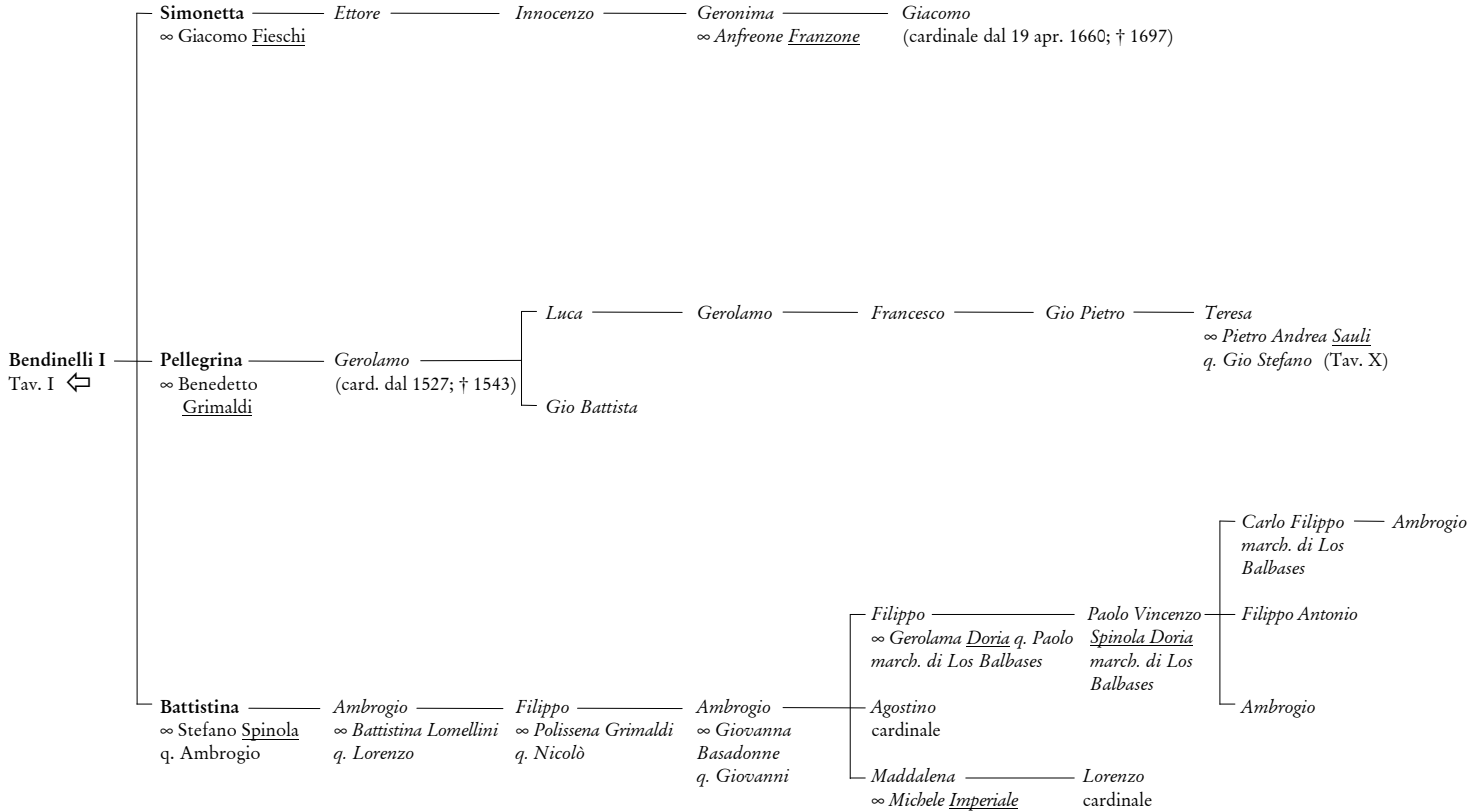 Simonetta
∞ Giacomo Fieschi
Ettore
Innocenzo
Geronima
∞ Anfreone Franzone
Giacomo
(cardinale dal 19 apr. 1660; † 1697)
Bendinelli I
Tav. I ⇦
Pellegrina
∞ Benedetto
Grimaldi
Gerolamo
(card. dal 1527; † 1543)
Luca
Gerolamo
Francesco
Gio Pietro
Teresa
∞ Pietro Andrea Sauli
q. Gio Stefano (Tav. X)
Gio Battista
Battistina
∞ Stefano Spinola
q. Ambrogio
Ambrogio
∞ Battistina Lomellini
q. Lorenzo
Filippo
∞ Polissena Grimaldi
q. Nicolò
Ambrogio
∞ Giovanna
Basadonne
q. Giovanni
Filippo
∞ Gerolama Doria q. Paolo
march. di Los Balbases
Paolo Vincenzo
Spinola Doria
march. di Los
Balbases
Carlo Filippo
march. di Los
Balbases
Ambrogio
Filippo Antonio
Ambrogio
Agostino
cardinale
Maddalena
∞ Michele Imperiale
Lorenzo
cardinale